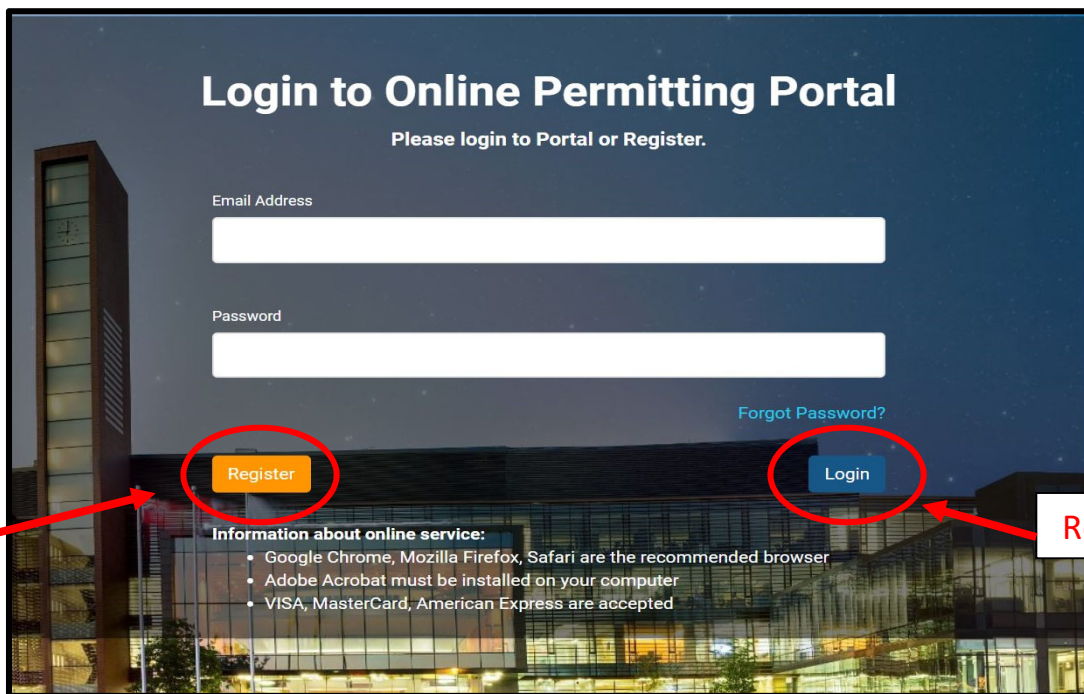 Login to Online Permitting Portal
Please login to Portal or Register.
Email Address
Password
Forgot Password?
Register
Login
R
Information about online service:
Google Chrome, Mozilla Firefox, Safari are the recommended browser
Adobe Acrobat must be installed on your computer
VISA, MasterCard, American Express are accepted